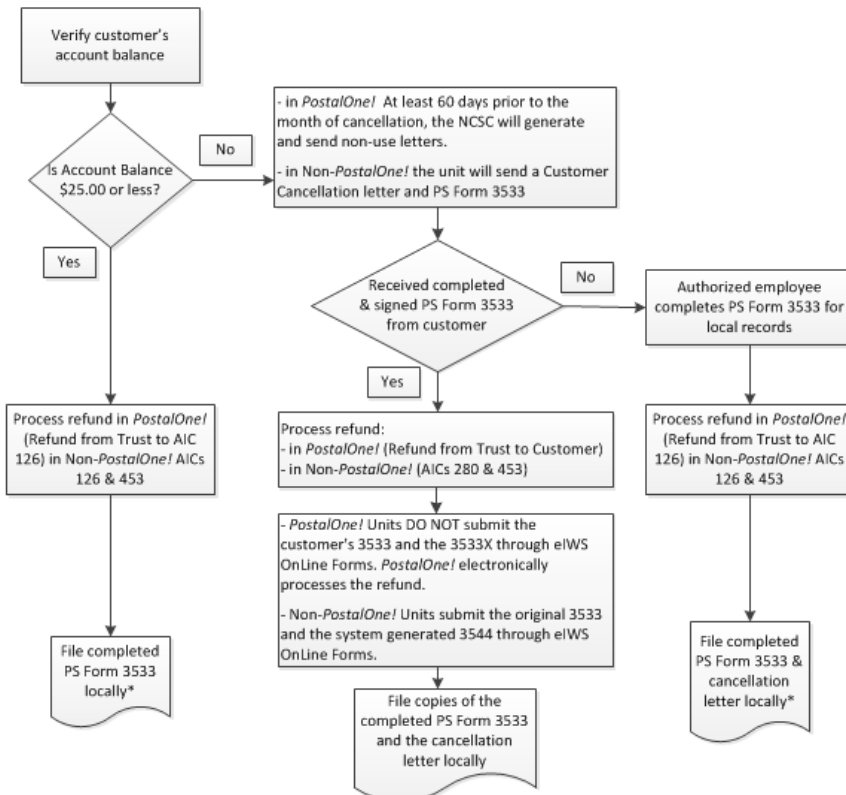 Verify customer's
account balance
Is Account Balance
$25.00 or less?
No
- in PostalOne! At least 60 days prior to the
month of cancellation, the NCSC will generate
and send non-use letters.
- in Non-PostalOne! the unit will send a Customer
Cancellation letter and PS Form 3533
Yes
Received completed
& signed PS Form 3533
from customer
No
Authorized employee
completes PS Form 3533 for
local records
Yes
Process refund in PostalOne!
(Refund from Trust to AIC
126) in Non-PostalOne! AICs
126 & 453
Process refund:
- in PostalOne! (Refund from Trust to Customer)
- in Non-PostalOne! (AICs 280 & 453)
Process refund in PostalOne!
(Refund from Trust to AIC
126) in Non-PostalOne! AICs
126 & 453
- PostalOne! Units DO NOT submit the
customer's 3533 and the 3533X through eIWS
OnLine Forms. PostalOne! electronically
processes the refund.
- Non-PostalOne! Units submit the original 3533
and the system generated 3544 through eIWS
OnLine Forms.
File completed
PS Form 3533
locally*
File copies of the
completed PS Form 3533
and the cancellation
letter locally
File completed
PS Form 3533 &
cancellation
letter locally*